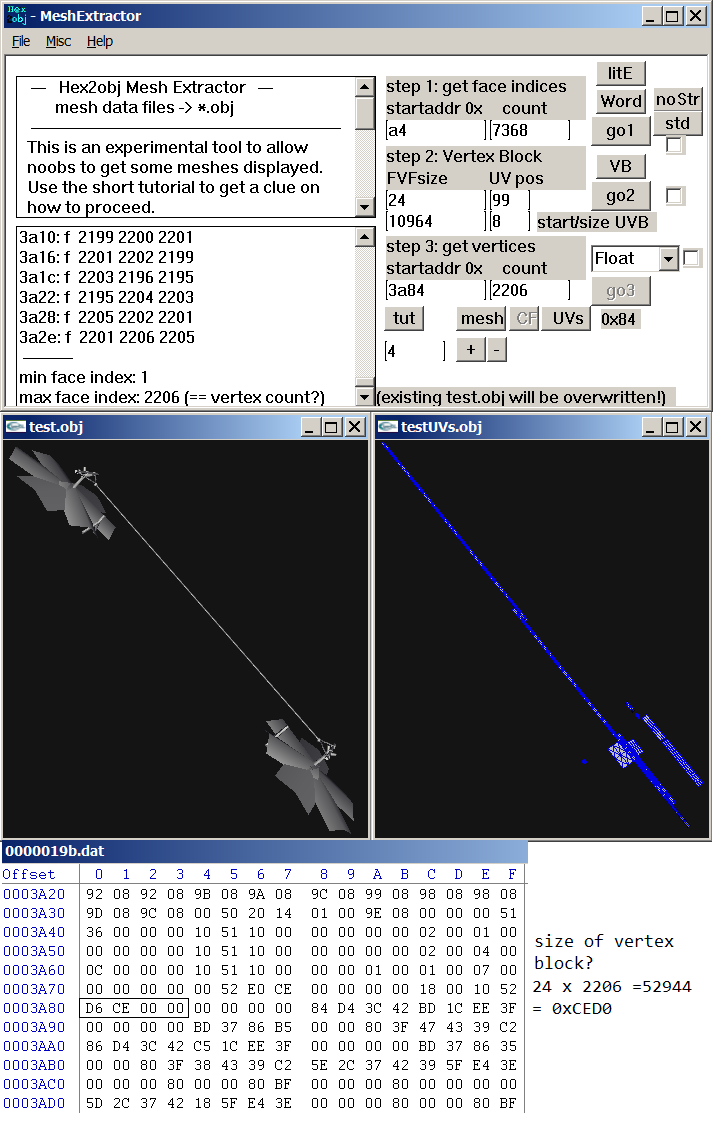 Hex
obj - MeshExtractor
File Misc Help
— Hex2obj Mesh Extractor —
mesh data files -> *.obj
This is an experimental tool to allow
noobs to get some meshes displayed.
Use the short tutorial to get a clue on
how to proceed.
3a10: f 2199 2200 2201
3a16: f 2201 2202 2199
3a1c: f 2203 2196 2195
3a22: f 2195 2204 2203
3a28: f 2205 2202 2201
3a2e: f 2201 2206 2205
min face index: 1
max face index: 2206 (== vertex count?)
step 1: get face indices
startaddr 0x count
a4 7368
litE
Word
noStr
go1
std
step 2: Vertex Block
FVFsize UV pos
24 99
10964 8 start/size UVB
VB
go2
step 3: get vertices
startaddr 0x count
3a84 2206
Float
go3
tut mesh CF UVs 0x84
4 + -
(existing test.obj will be overwritten!)
test.obj
testUVs.obj
0000019b.dat
Offset 0 1 2 3 4 5 6 7 8 9 A B C D E F
0003A20 92 08 92 08 9B 08 9A 08 9C 08 99 08 98 08 98 08
0003A30 9D 08 9C 08 00 50 20 14 01 00 9E 08 00 00 00 51
0003A40 36 00 00 00 10 51 10 00 00 00 00 00 02 00 01 00
0003A50 00 00 00 00 10 51 10 00 00 00 00 00 02 00 04 00
0003A60 0C 00 00 00 10 51 10 00 00 00 01 00 01 00 07 00
0003A70 00 00 00 00 00 52 E0 CE 00 00 00 00 18 00 10 52
0003A80 D6 CE 00 00 00 00 00 00 84 D4 3C 42 BD 1C EE 3F
0003A90 00 00 00 00 BD 37 86 B5 00 00 80 3F 47 43 39 C2
0003AA0 86 D4 3C 42 C5 1C EE 3F 00 00 00 00 BD 37 86 35
0003AB0 00 00 80 3F 38 43 39 C2 5E 2C 37 42 39 5F E4 3E
0003AC0 00 00 00 80 00 00 80 BF 00 00 00 80 00 00 00 00
0003AD0 5D 2C 37 42 18 5F E4 3E 00 00 00 80 00 00 80 BF
size of vertex
block?
24 x 2206 =52944
= 0xCED0